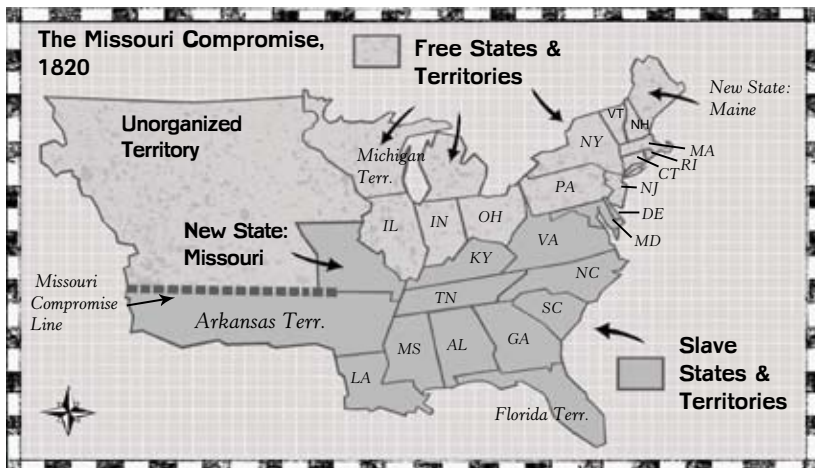 The Missouri Compromise,
1820
Free States &
Territories
New State:
Maine
Unorganized
Territory
Michigan
Terr.
VT
NH
NY
MA
RI
CT
PA
NJ
DE
MD
New State:
Missouri
IL
IN
OH
VA
KY
NC
Missouri
Compromise
Line
TN
SC
Arkansas Terr.
MS
AL
GA
LA
Slave
States &
Territories
Florida Terr.